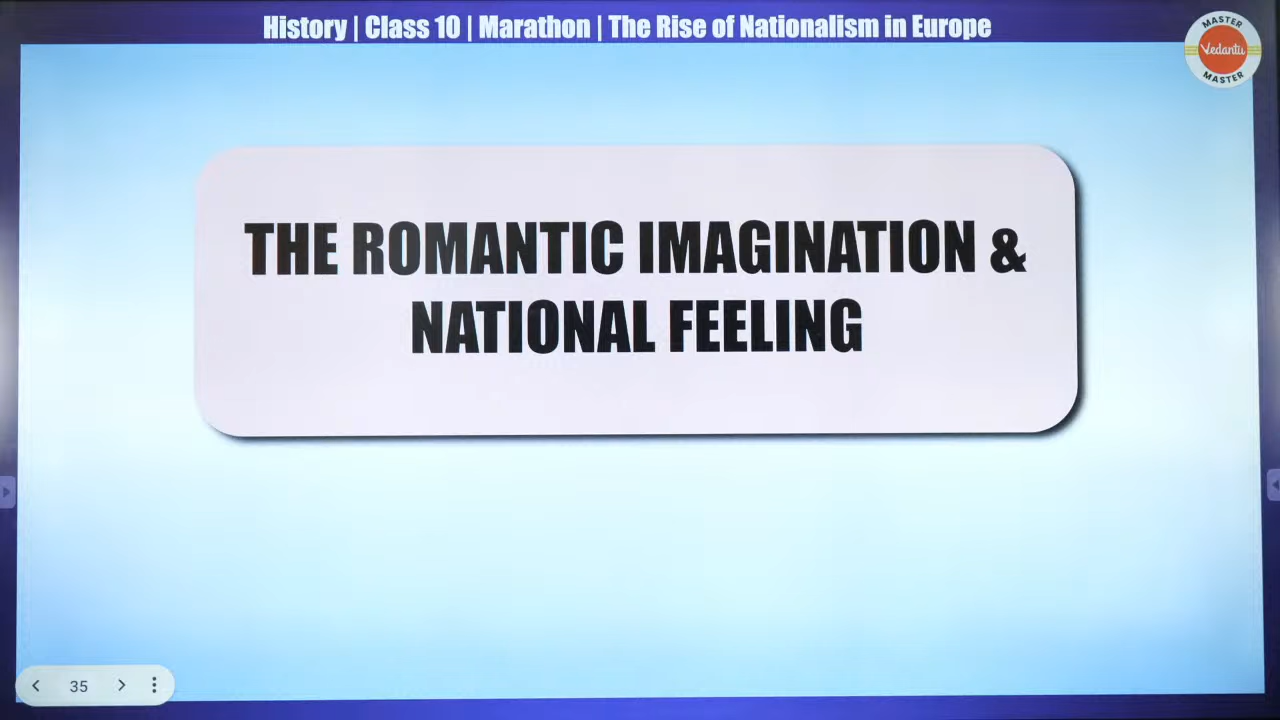 History | Class 10 | Marathon | The Rise of Nationalism in Europe
MASTER
Vedantu
MASTER
THE ROMANTIC IMAGINATION &
NATIONAL FEELING
35